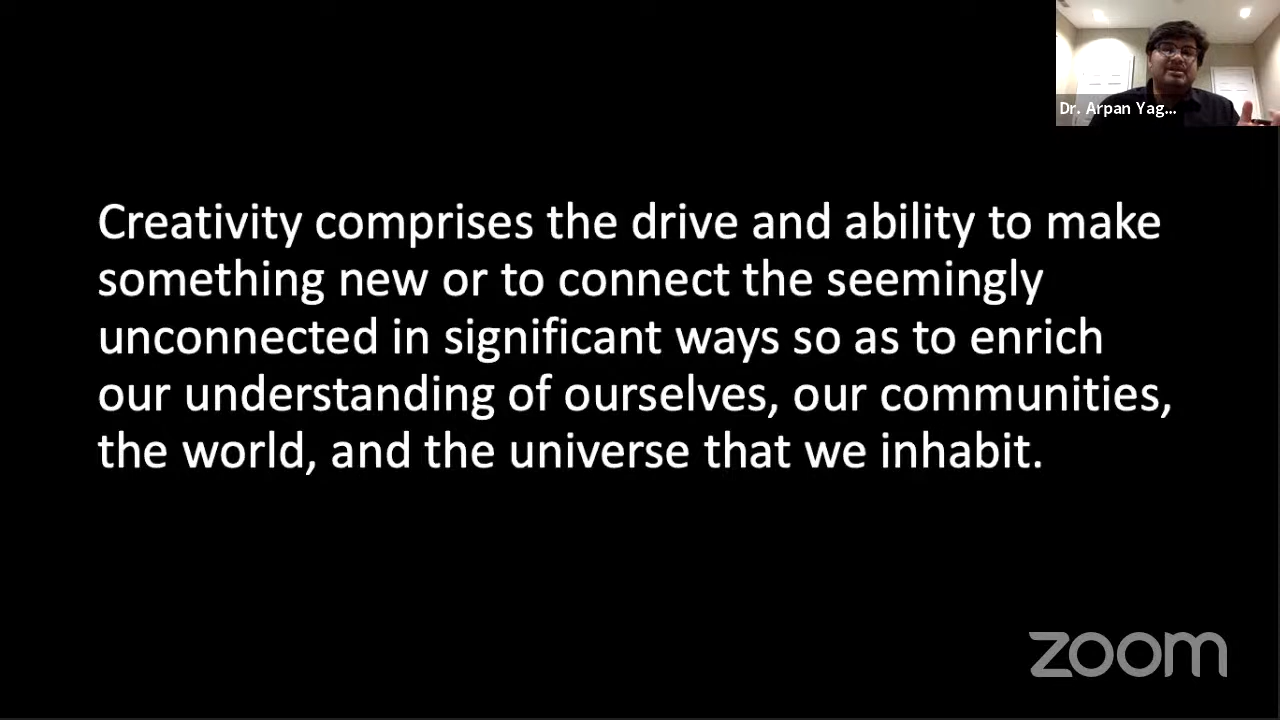 Dr. Arpan Yag...
Creativity comprises the drive and ability to make
something new or to connect the seemingly
unconnected in significant ways so as to enrich
our understanding of ourselves, our communities,
the world, and the universe that we inhabit.
zoom